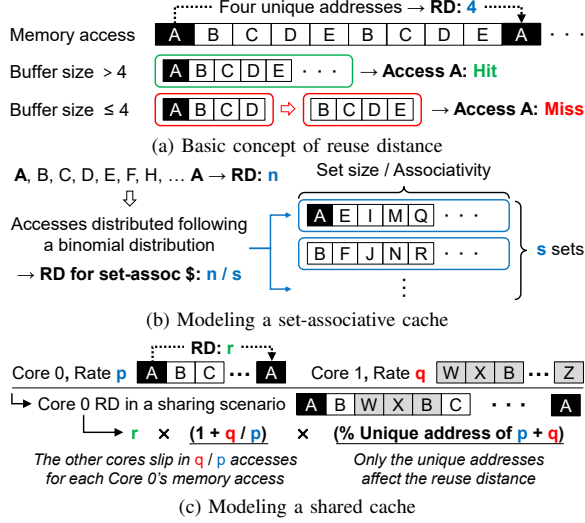 Four unique addresses → RD: 4
Memory access A B C D E B C D E A · · ·
Buffer size > 4 A B C D E · · · → Access A: Hit
Buffer size ≤ 4 A B C D ⇨ B C D E → Access A: Miss
(a) Basic concept of reuse distance
A, B, C, D, E, F, H, … A → RD: n
Set size / Associativity
Accesses distributed following
a binomial distribution
→ RD for set-assoc $: n / s
A E I M Q · · ·
B F J N R · · ·
⋮
s sets
(b) Modeling a set-associative cache
RD: r
Core 0, Rate p A B C ··· A Core 1, Rate q W X B ··· Z
Core 0 RD in a sharing scenario A B W X B C · · · A
r × (1 + q / p) × (% Unique address of p + q)
The other cores slip in q / p accesses
for each Core 0's memory access
Only the unique addresses
affect the reuse distance
(c) Modeling a shared cache